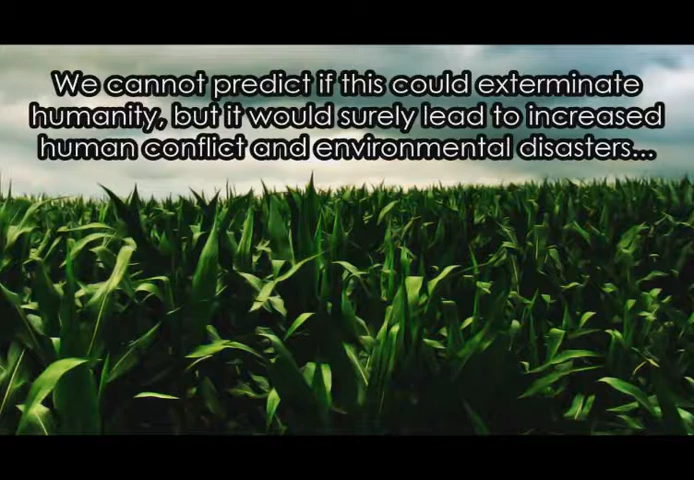 We cannot predict if this could exterminate
humanity, but it would surely lead to increased
human conflict and environmental disasters...